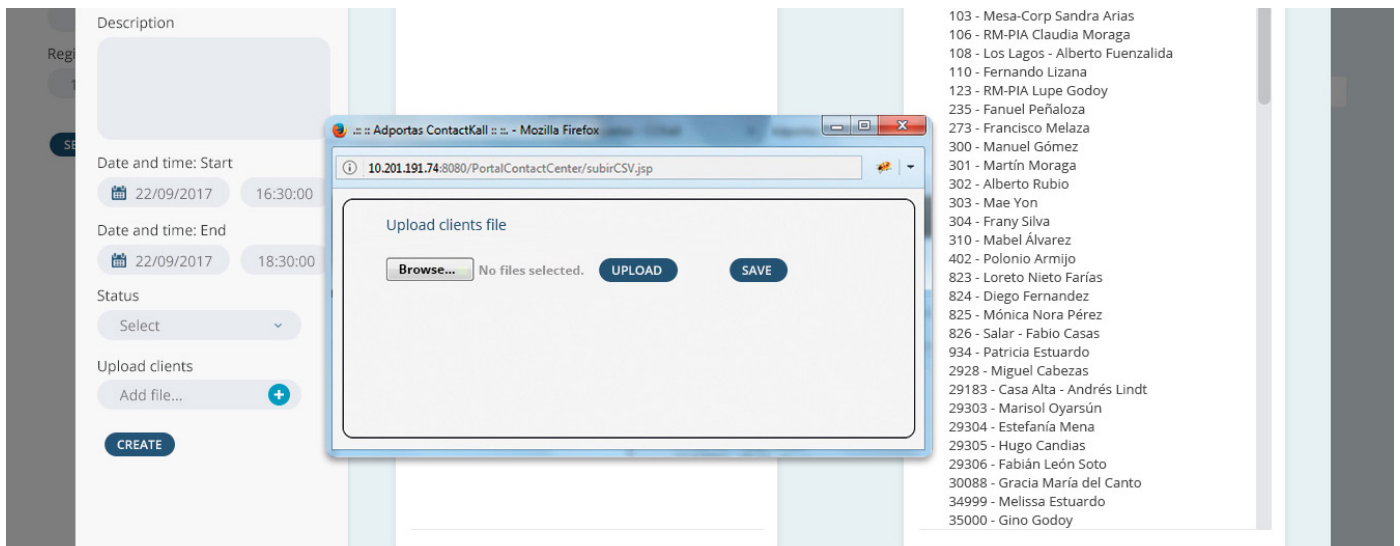 Description
Regi
SE
Date and time: Start
22/09/2017 16:30:00
Date and time: End
22/09/2017 18:30:00
Status
Select
Upload clients
Add file...
CREATE
.:: :: Adportas ContactKall :: ::. - Mozilla Firefox
10.201.191.74:8080/PortalContactCenter/subirCSV.jsp
Upload clients file
Browse... No files selected. UPLOAD SAVE
103 - Mesa-Corp Sandra Arias
106 - RM-PIA Claudia Moraga
108 - Los Lagos - Alberto Fuenzalida
110 - Fernando Lizana
123 - RM-PIA Lupe Godoy
235 - Fanuel Peñaloza
273 - Francisco Melaza
300 - Manuel Gómez
301 - Martín Moraga
302 - Alberto Rubio
303 - Mae Yon
304 - Frany Silva
310 - Mabel Álvarez
402 - Polonio Armijo
823 - Loreto Nieto Farías
824 - Diego Fernandez
825 - Mónica Nora Pérez
826 - Salar - Fabio Casas
934 - Patricia Estuardo
2928 - Miguel Cabezas
29183 - Casa Alta - Andrés Lindt
29303 - Marisol Oyarsún
29304 - Estefanía Mena
29305 - Hugo Candias
29306 - Fabián León Soto
30088 - Gracia María del Canto
34999 - Melissa Estuardo
35000 - Gino Godoy